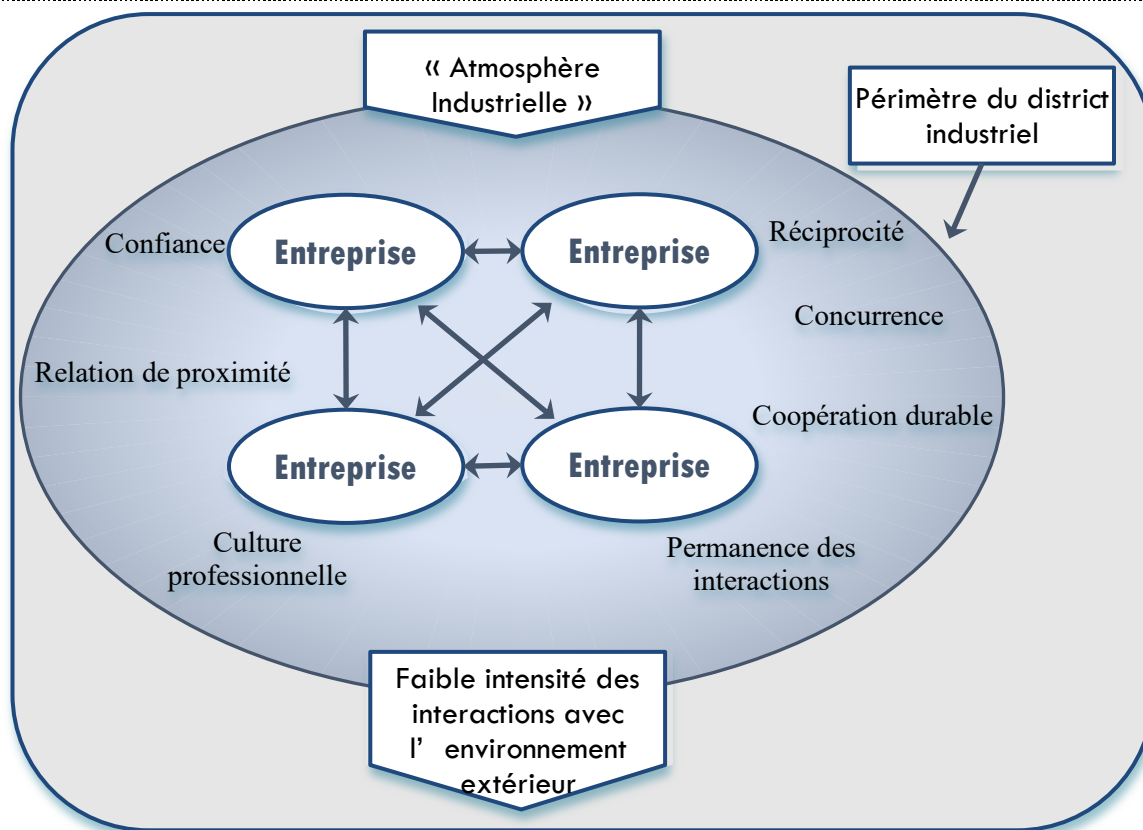 « Atmosphère
Industrielle »
Périmètre du district
industriel
Confiance
Entreprise
Entreprise
Réciprocité
Concurrence
Relation de proximité
Coopération durable
Entreprise
Entreprise
Culture
professionnelle
Permanence des
interactions
Faible intensité des
interactions avec
l’ environnement
extérieur